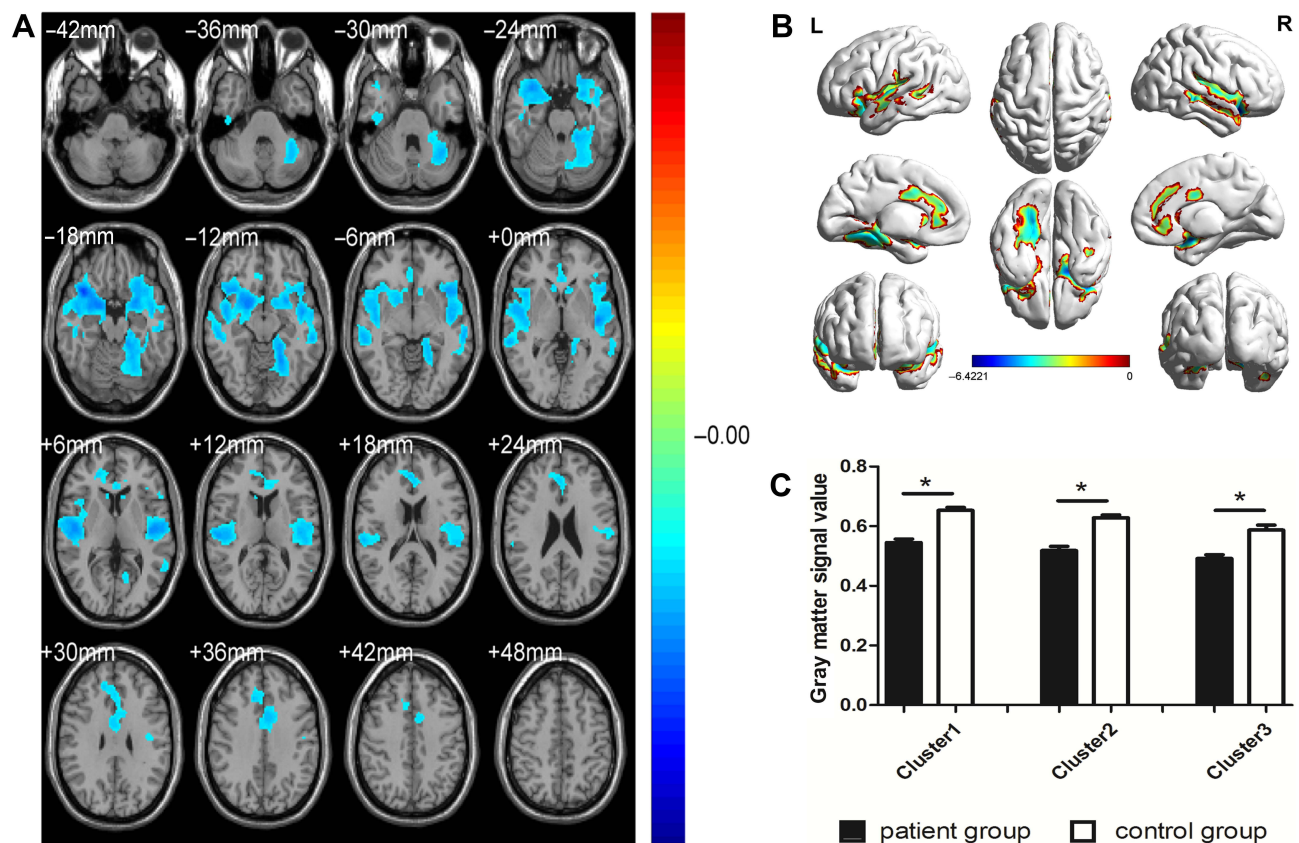 A
−42mm −36mm −30mm −24mm
−18mm −12mm −6mm +0mm
+6mm +12mm +18mm +24mm
+30mm +36mm +42mm +48mm
−0.00
B L R
−6.4221 0
C
Gray matter signal value
0.8
0.6
0.4
0.2
0.0
* * *
Cluster1 Cluster2 Cluster3
patient group control group